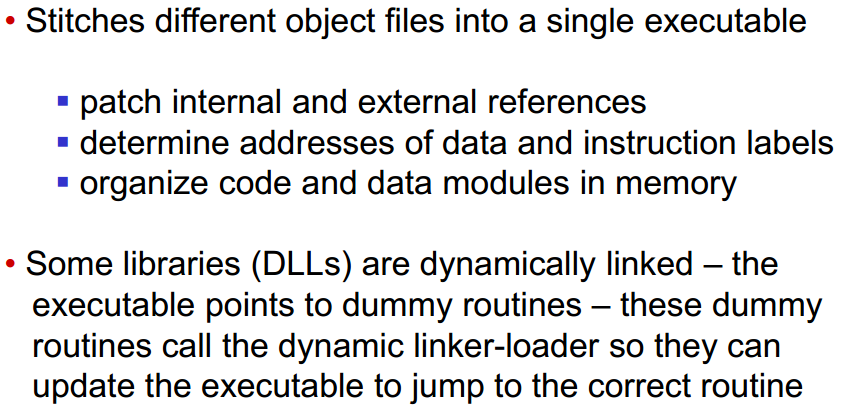 • Stitches different object files into a single executable
▪ patch internal and external references
▪ determine addresses of data and instruction labels
▪ organize code and data modules in memory
• Some libraries (DLLs) are dynamically linked – the
executable points to dummy routines – these dummy
routines call the dynamic linker-loader so they can
update the executable to jump to the correct routine